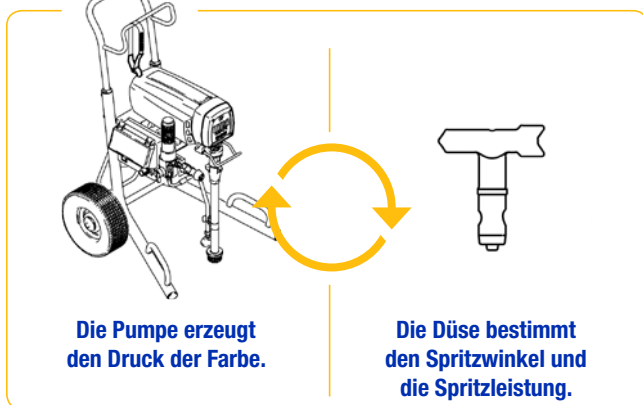 Die Pumpe erzeugt
den Druck der Farbe.
Die Düse bestimmt
den Spritzwinkel und
die Spritzleistung.